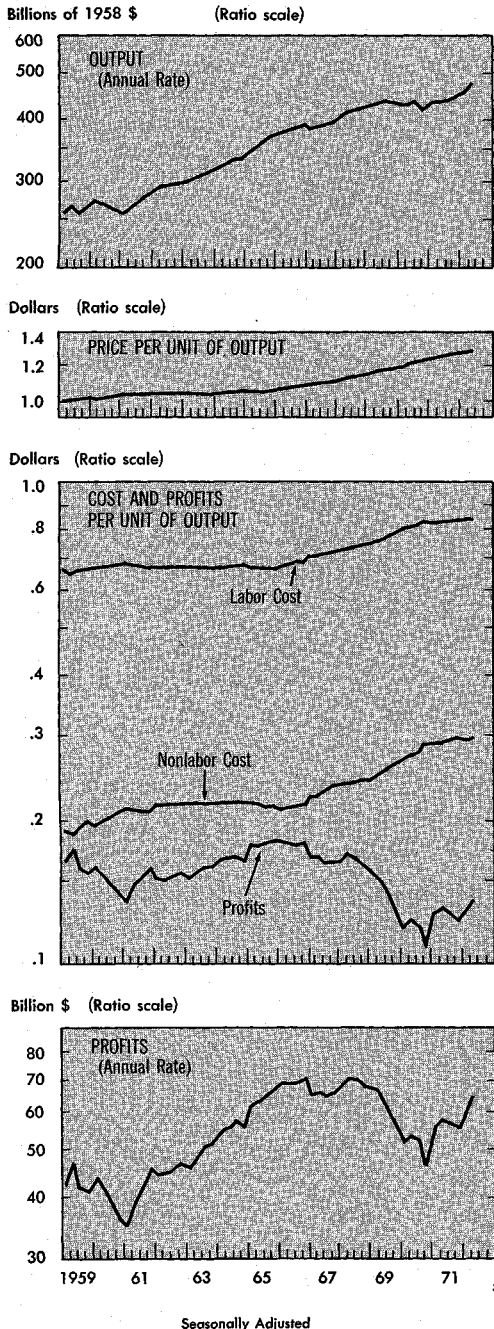 Billions of 1958 $ (Ratio scale)
600
OUTPUT
(Annual Rate)
500
400
300
200
Dollars (Ratio scale)
1.4
PRICE PER UNIT OF OUTPUT
1.2
1.0
Dollars (Ratio scale)
1.0
COST AND PROFITS
PER UNIT OF OUTPUT
.8
.6
Labor Cost
.4
.3
Nonlabor Cost
.2
Profits
.1
Billion $ (Ratio scale)
80
PROFITS
(Annual Rate)
70
60
50
40
30
1959 61 63 65 67 69 71
Seasonally Adjusted